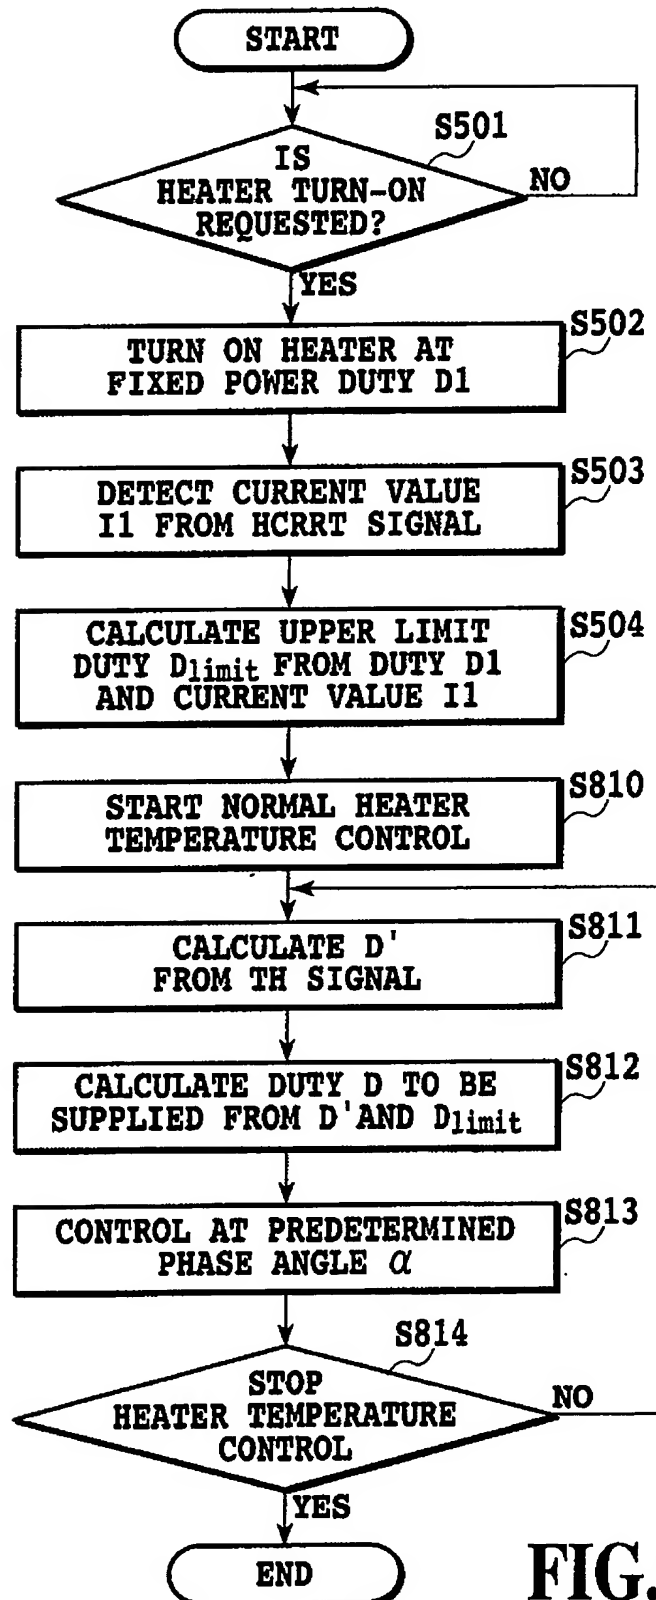 START
S501
IS
HEATER TURN-ON
REQUESTED?
NO
YES
S502
TURN ON HEATER AT
FIXED POWER DUTY D1
S503
DETECT CURRENT VALUE
I1 FROM HCRRT SIGNAL
S504
CALCULATE UPPER LIMIT
DUTY Dlimit FROM DUTY D1
AND CURRENT VALUE I1
S810
START NORMAL HEATER
TEMPERATURE CONTROL
S811
CALCULATE D'
FROM TH SIGNAL
S812
CALCULATE DUTY D TO BE
SUPPLIED FROM D'AND Dlimit
S813
CONTROL AT PREDETERMINED
PHASE ANGLE α
S814
STOP
HEATER TEMPERATURE
CONTROL
NO
YES
END
FIG.